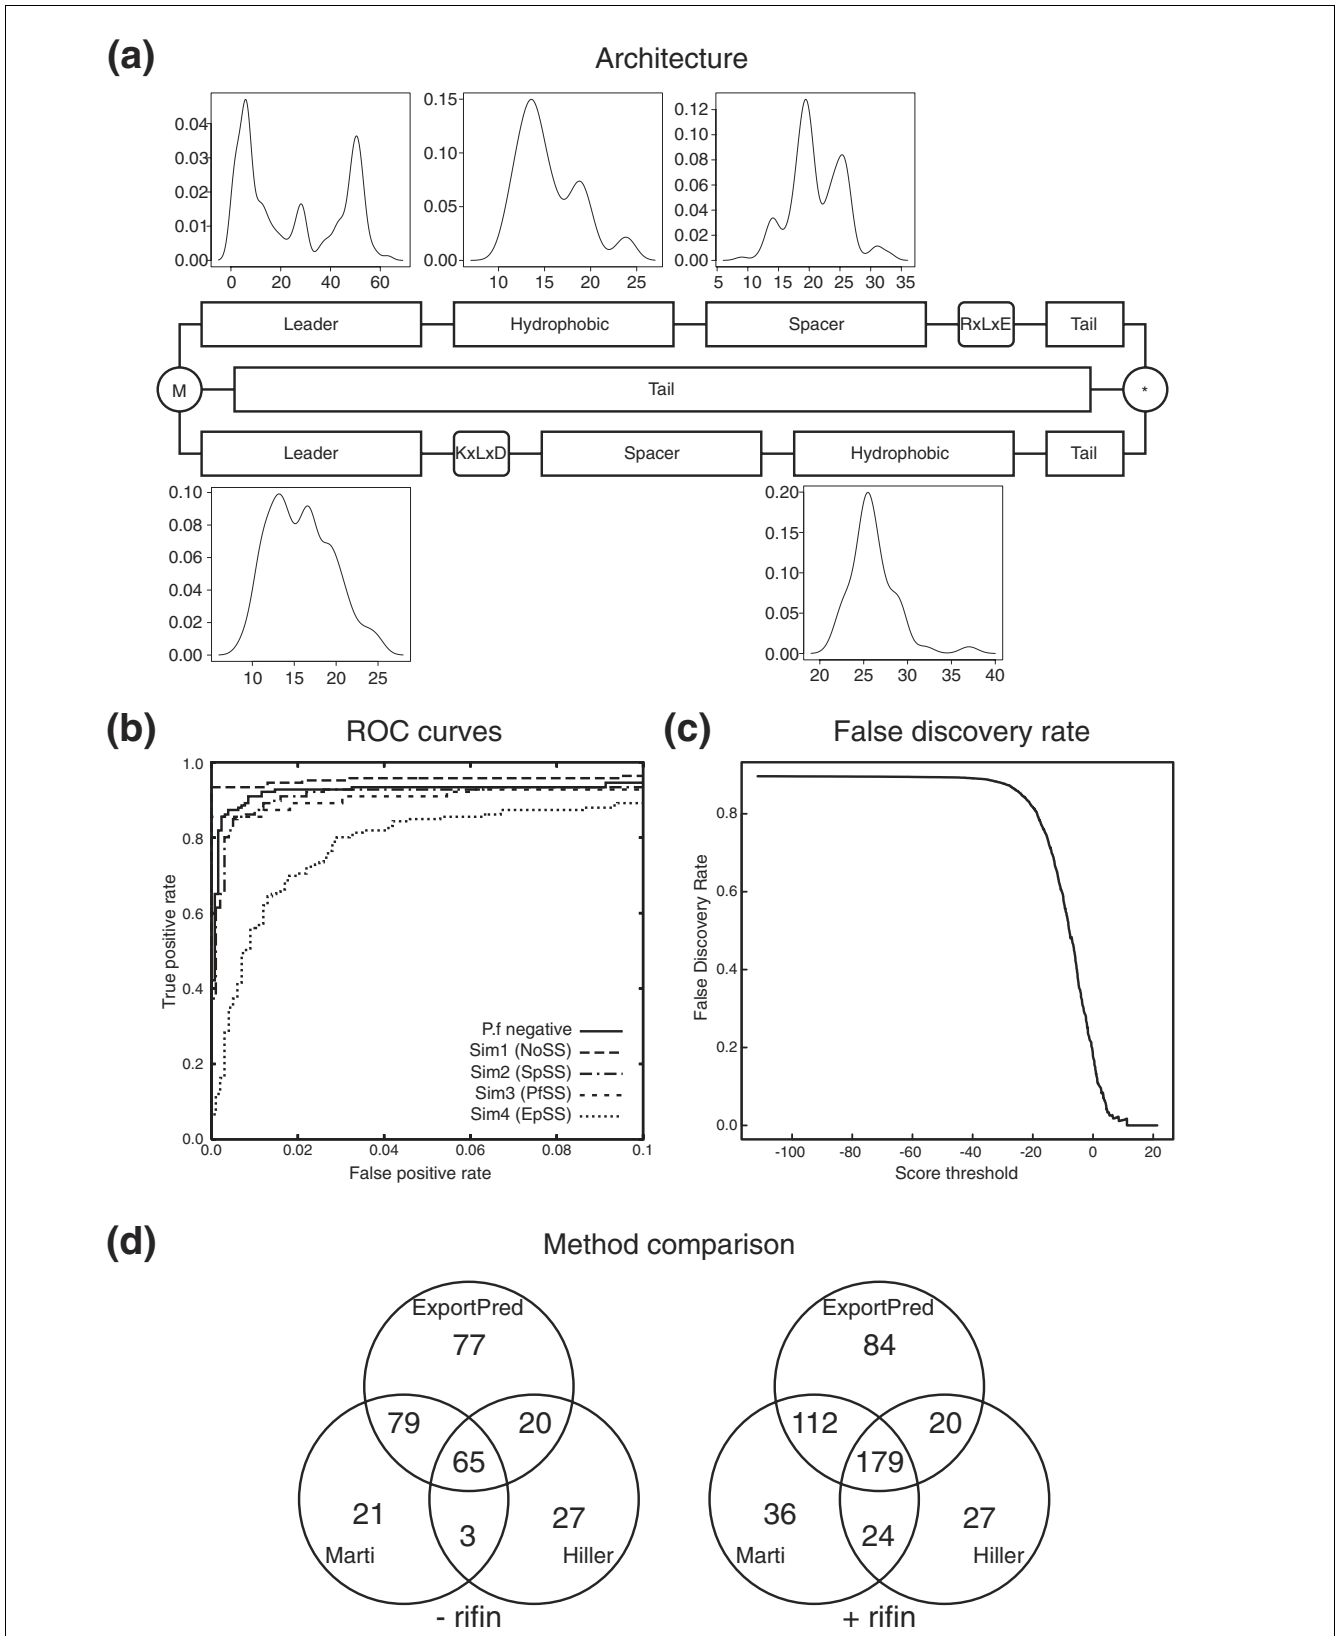 (a) Architecture
0.04
0.03
0.02
0.01
0.00
0 20 40 60
0.15
0.10
0.05
0.00
10 15 20 25
0.12
0.10
0.08
0.06
0.04
0.02
0.00
5 10 15 20 25 30 35
Leader Hydrophobic Spacer RxLxE Tail
M Tail *
Leader KxLxD Spacer Hydrophobic Tail
0.10
0.08
0.06
0.04
0.02
0.00
10 15 20 25
0.20
0.15
0.10
0.05
0.00
20 25 30 35 40
(b) ROC curves
True positive rate
1.0
0.8
0.6
0.4
0.2
0.0
0.0 0.02 0.04 0.06 0.08 0.1
False positive rate
P.f negative
Sim1 (NoSS)
Sim2 (SpSS)
Sim3 (PfSS)
Sim4 (EpSS)
(c) False discovery rate
False Discovery Rate
0.8
0.6
0.4
0.2
0.0
-100 -80 -60 -40 -20 0 20
Score threshold
(d) Method comparison
ExportPred
77
79 20
65
21 27
3
Marti Hiller
- rifin
ExportPred
84
112 20
179
36 27
24
Marti Hiller
+ rifin